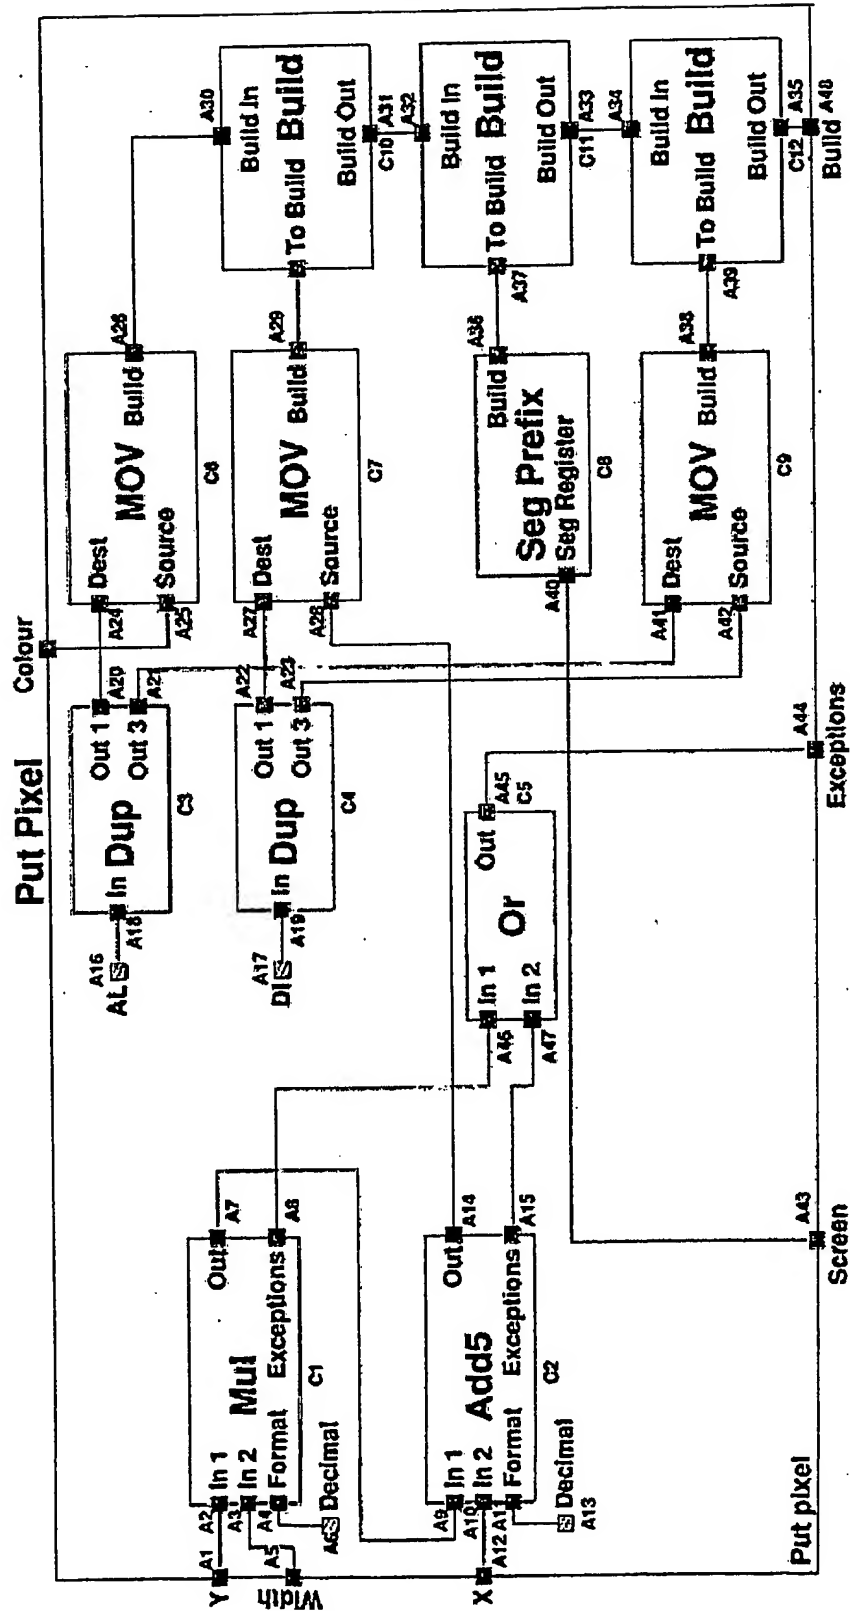 Put Pixel
Colour
Y
A1
A2
In 1
Out
A7
Mul
A3
In 2
A5
Width
A4
Format
Exceptions
A8
A6
Decimal
C1
A9
In 1
Out
A14
Add5
X
A12
A10
In 2
A11
Format
Exceptions
A15
Decimal
A13
C2
A16
AL
A18
In
Dup
Out 1
A20
Out 3
A21
C3
A17
DI
A19
In
Dup
Out 1
A22
Out 3
A23
C4
A46
In 1
Out
A45
Or
In 2
A47
C5
A24
Dest
MOV
Build
A25
Source
C6
A27
Dest
MOV
Build
A29
Source
C7
Build
A36
Seg Prefix
A40
Seg Register
C8
A41
Dest
MOV
Build
A38
A42
Source
C9
A30
Build In
To Build
Build
Build Out
A31
C10
A32
Build In
To Build
Build
A37
Build Out
A33
C11
A34
Build In
To Build
Build
A39
Build Out
A35
C12
A48
Build
Put pixel
Screen
A43
Exceptions
A44